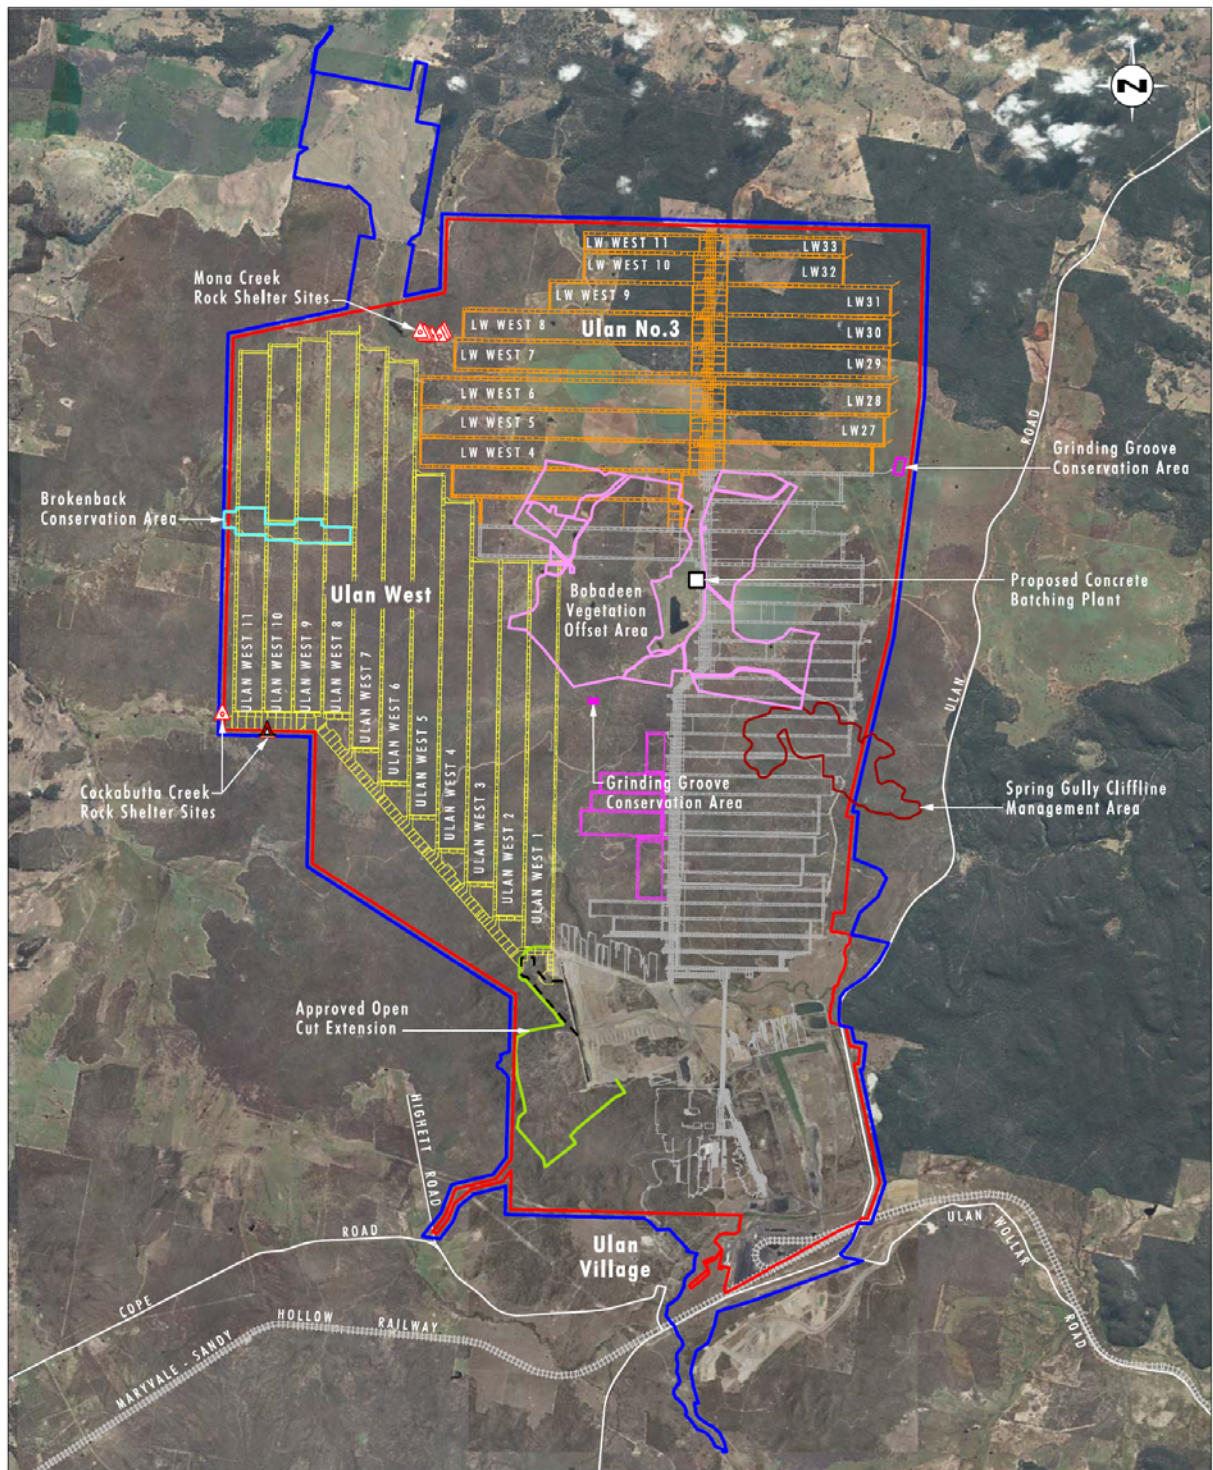 N
Mona Creek
Rock Shelter Sites
LW WEST 11
LW33
LW WEST 10
LW32
LW WEST 9
LW31
LW WEST 8
Ulan No.3
LW30
LW WEST 7
LW29
LW WEST 6
LW28
LW WEST 5
LW27
LW WEST 4
ROAD
ULAN
Grinding Groove
Conservation Area
Brokenback
Conservation Area
Ulan West
Bobadeen
Vegetation
Offset Area
Proposed Concrete
Batching Plant
ULAN WEST 11
ULAN WEST 10
ULAN WEST 9
ULAN WEST 8
ULAN WEST 7
ULAN WEST 6
ULAN WEST 5
ULAN WEST 4
ULAN WEST 3
ULAN WEST 2
ULAN WEST 1
Cockabutta Creek
Rock Shelter Sites
Grinding Groove
Conservation Area
Spring Gully Cliffline
Management Area
Approved Open
Cut Extension
HIGHETT ROAD
COPE ROAD
Ulan
Village
ULAN - WOLLAR ROAD
MARYVALE - SANDY HOLLOW RAILWAY